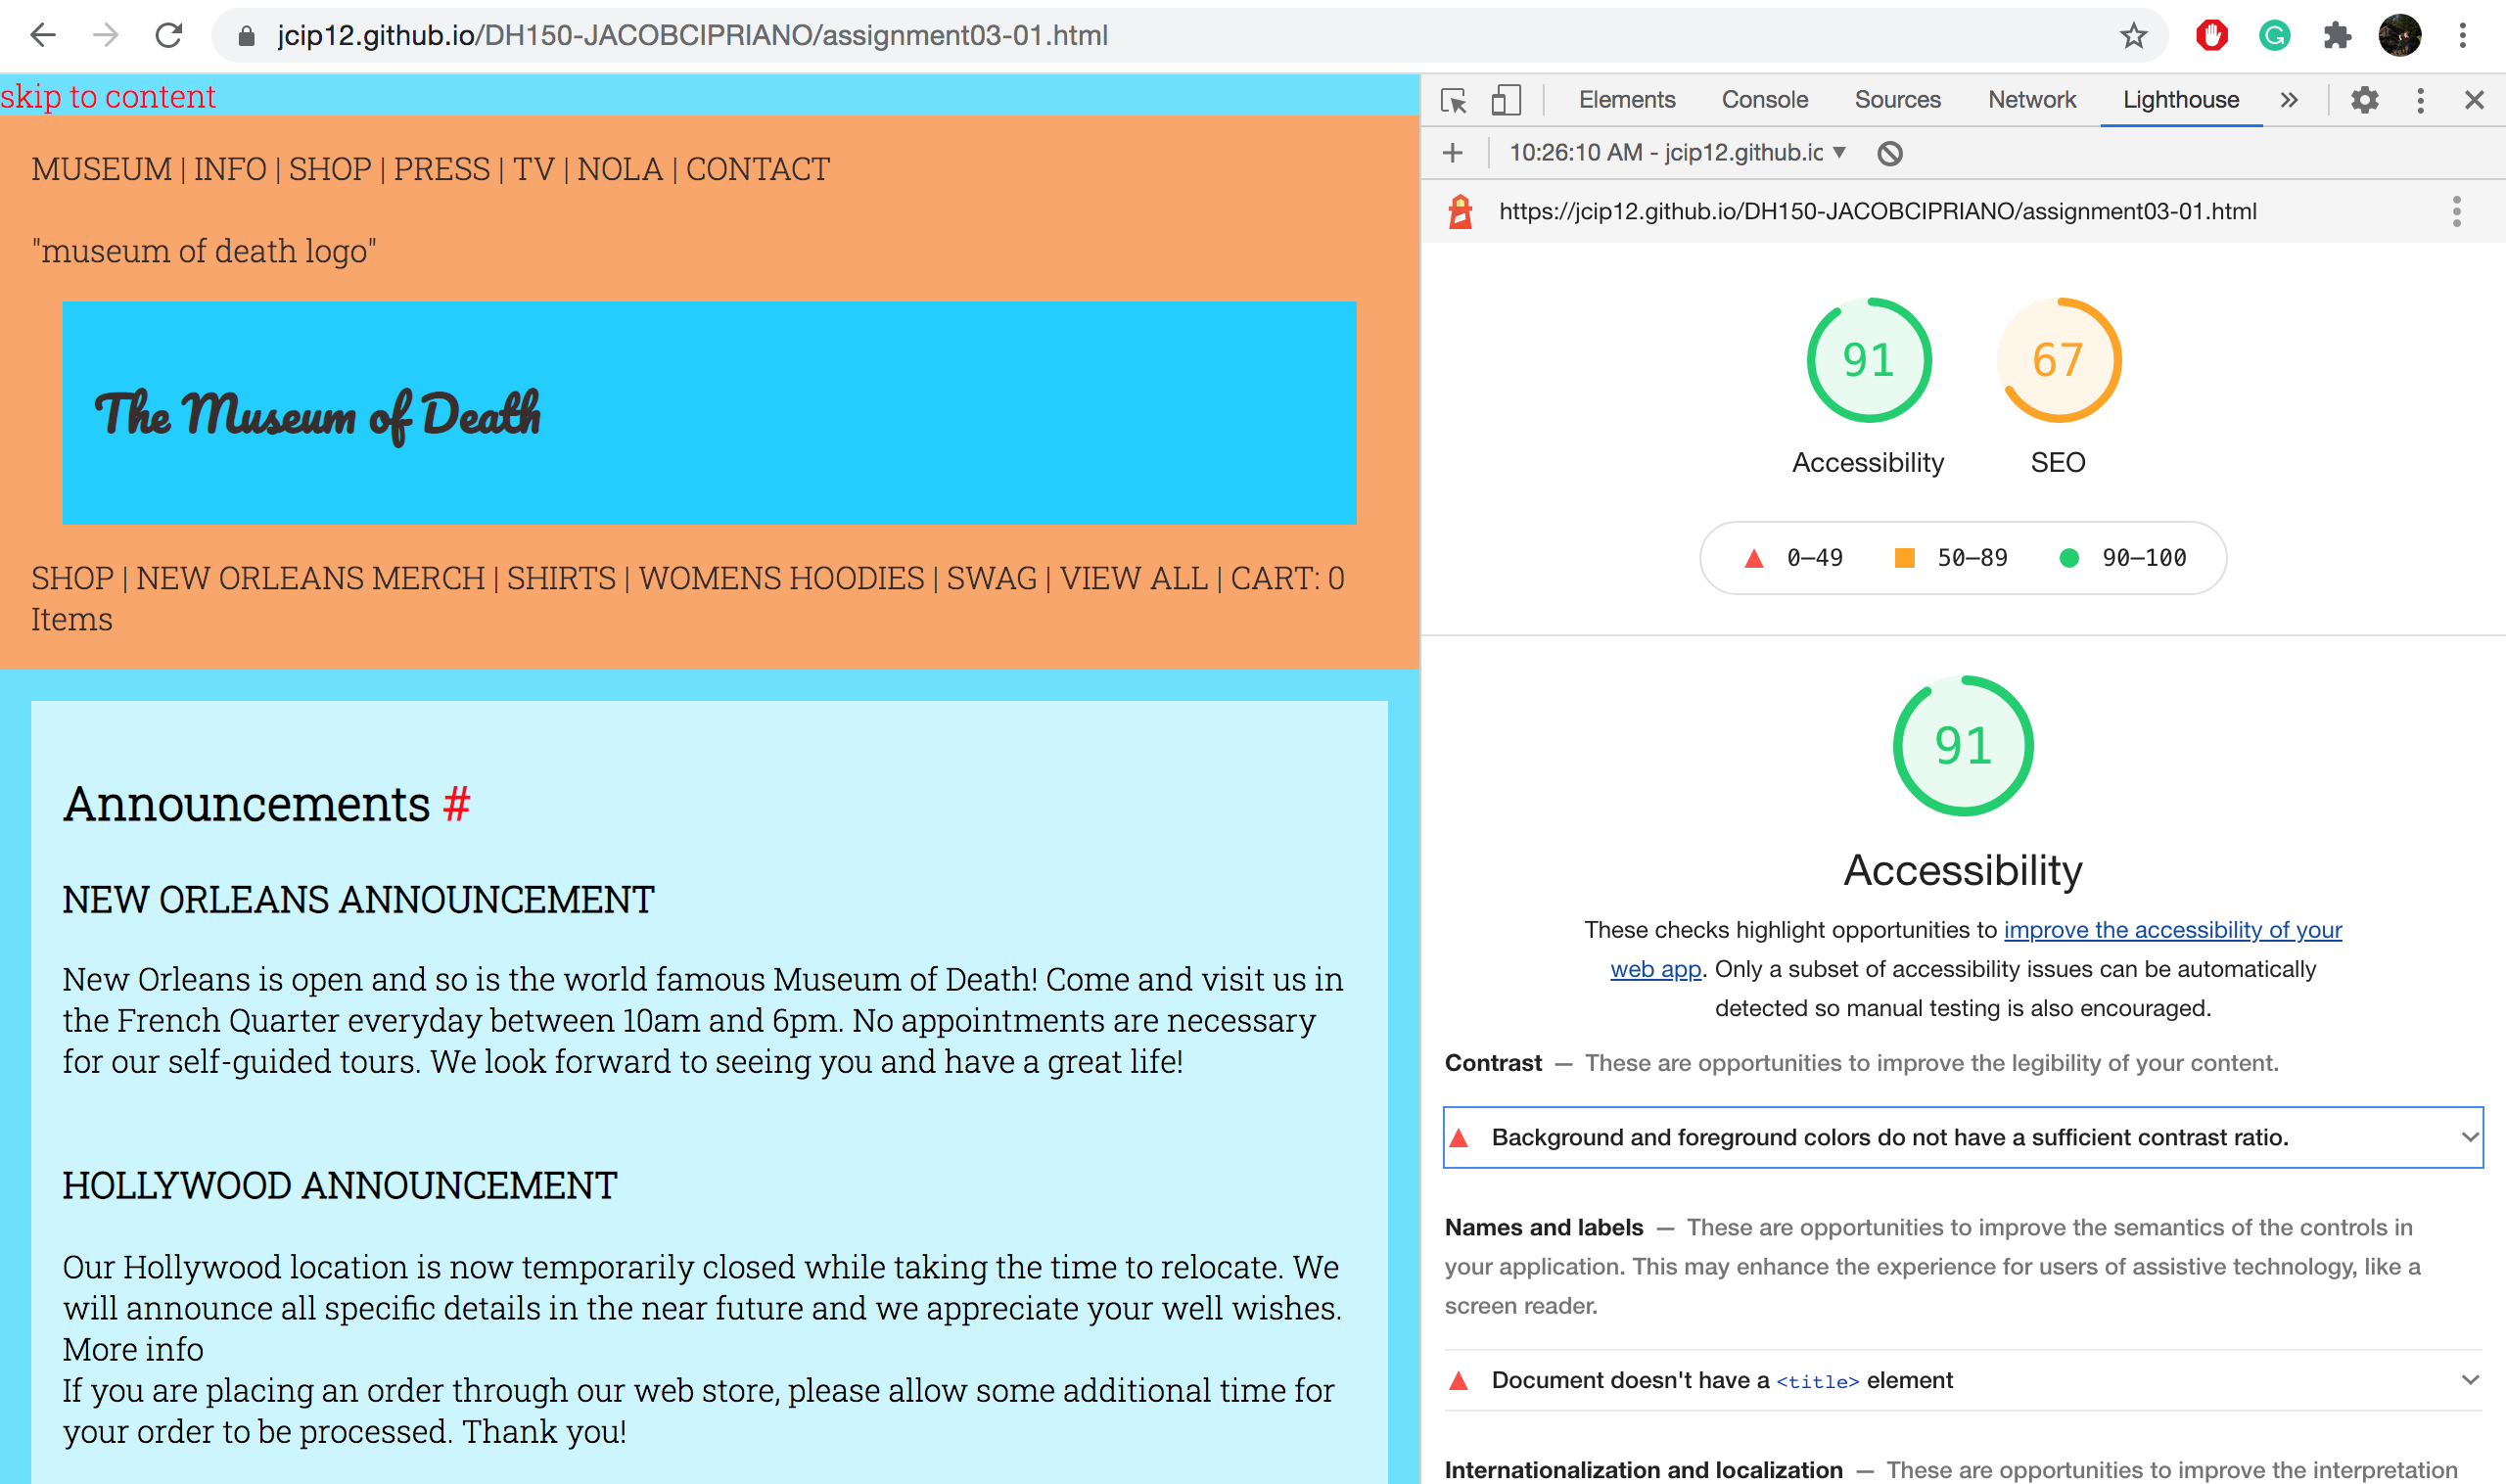 jcip12.github.io/DH150-JACOBCIPRIANO/assignment03-01.html
skip to content
MUSEUM | INFO | SHOP | PRESS | TV | NOLA | CONTACT
"museum of death logo"
The Museum of Death
SHOP | NEW ORLEANS MERCH | SHIRTS | WOMENS HOODIES | SWAG | VIEW ALL | CART: 0
Items
Announcements #
NEW ORLEANS ANNOUNCEMENT
New Orleans is open and so is the world famous Museum of Death! Come and visit us in
the French Quarter everyday between 10am and 6pm. No appointments are necessary
for our self-guided tours. We look forward to seeing you and have a great life!
HOLLYWOOD ANNOUNCEMENT
Our Hollywood location is now temporarily closed while taking the time to relocate. We
will announce all specific details in the near future and we appreciate your well wishes.
More info
If you are placing an order through our web store, please allow some additional time for
your order to be processed. Thank you!
Elements Console Sources Network Lighthouse »
10:26:10 AM - jcip12.github.ic
https://jcip12.github.io/DH150-JACOBCIPRIANO/assignment03-01.html
91 67
Accessibility SEO
0–49 50–89 90–100
91
Accessibility
These checks highlight opportunities to improve the accessibility of your
web app. Only a subset of accessibility issues can be automatically
detected so manual testing is also encouraged.
Contrast — These are opportunities to improve the legibility of your content.
Background and foreground colors do not have a sufficient contrast ratio.
Names and labels — These are opportunities to improve the semantics of the controls in
your application. This may enhance the experience for users of assistive technology, like a
screen reader.
Document doesn't have a <title> element
Internationalization and localization — These are opportunities to improve the interpretation